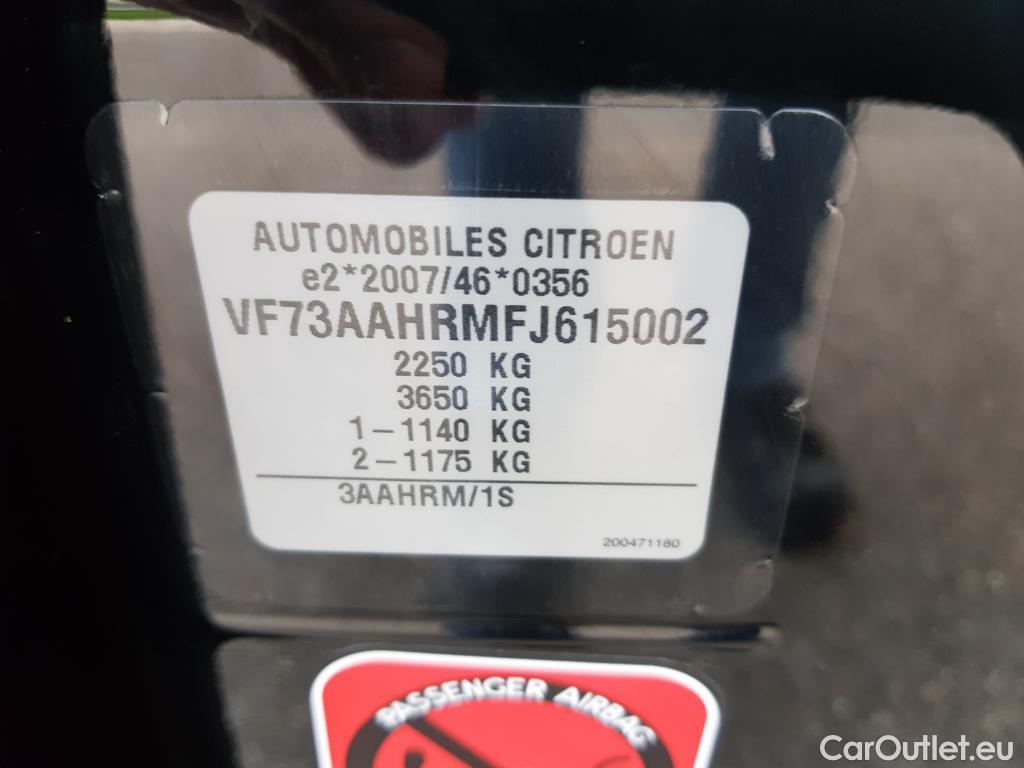 AUTOMOBILES CITROEN
e2*2007/46*0356
VF73AAHRMFJ615002
2250 KG
3650 KG
1-1140 KG
2-1175 KG
3AAHRM/1S
200471180
PASSENGER AIRBAG
CarOutlet.eu